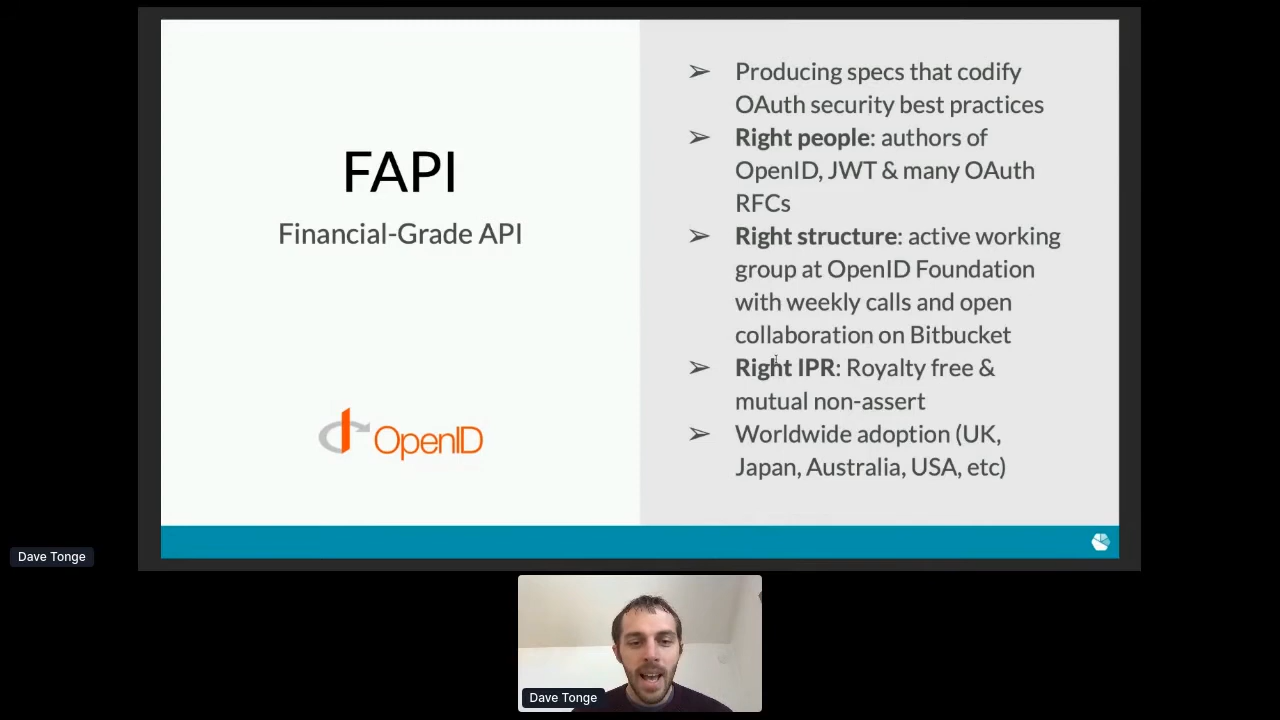 FAPI
Financial-Grade API
OpenID
➢ Producing specs that codify
OAuth security best practices
➢ Right people: authors of
OpenID, JWT & many OAuth
RFCs
➢ Right structure: active working
group at OpenID Foundation
with weekly calls and open
collaboration on Bitbucket
➢ Right IPR: Royalty free &
mutual non-assert
➢ Worldwide adoption (UK,
Japan, Australia, USA, etc)
Dave Tonge
Dave Tonge